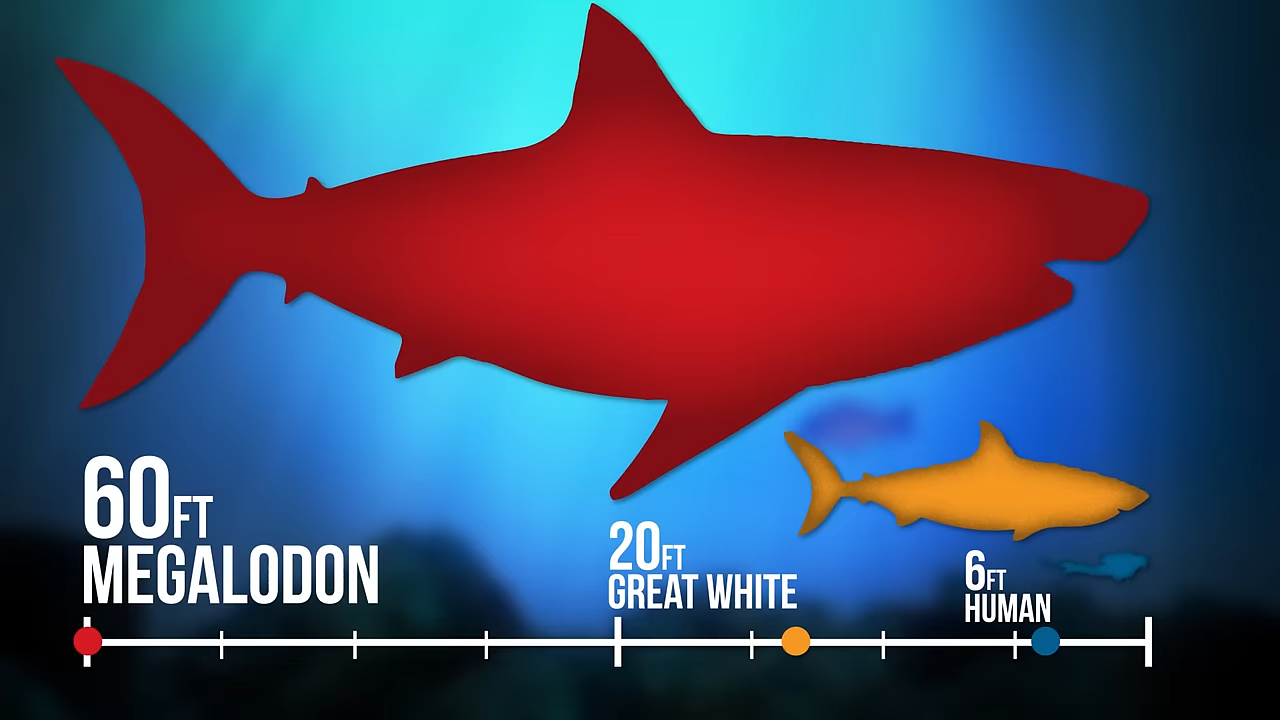 60FT
MEGALODON
20FT
GREAT WHITE
6FT
HUMAN